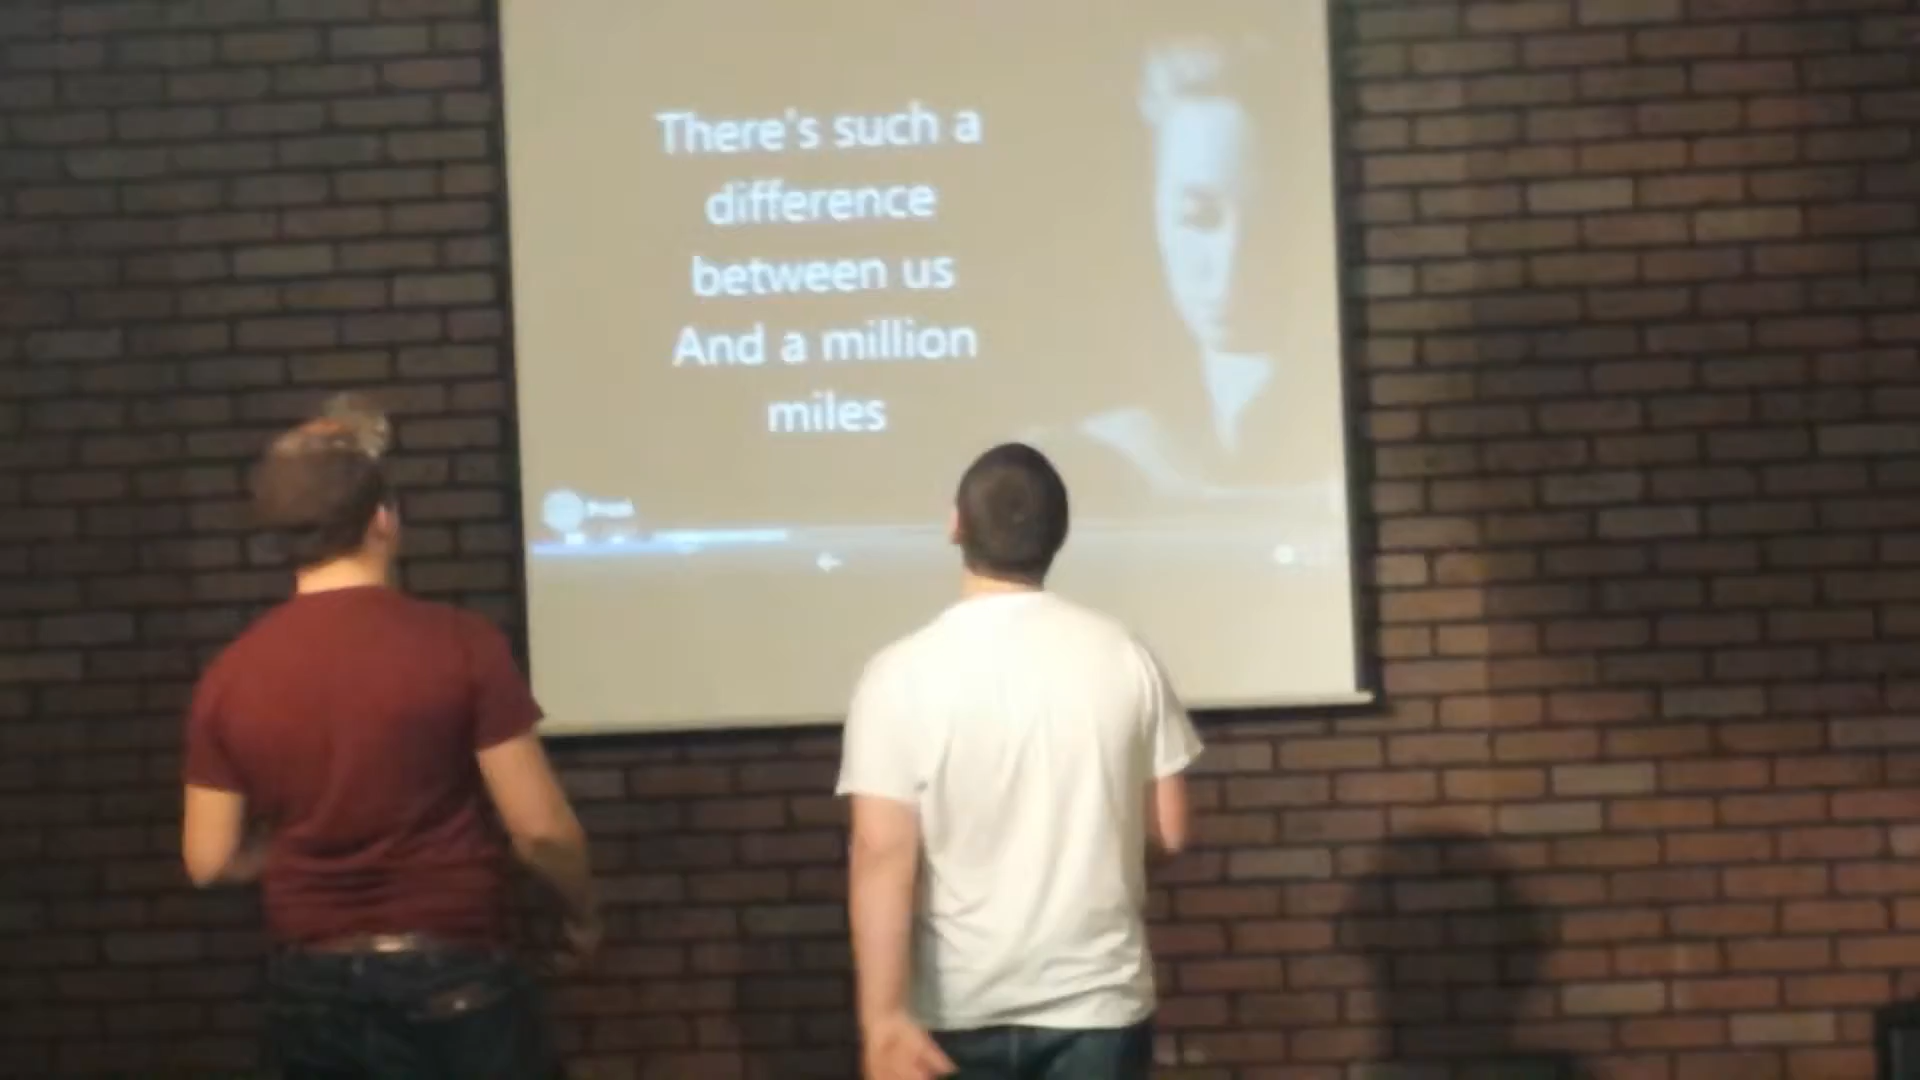 There's such a
difference
between us
And a million
miles